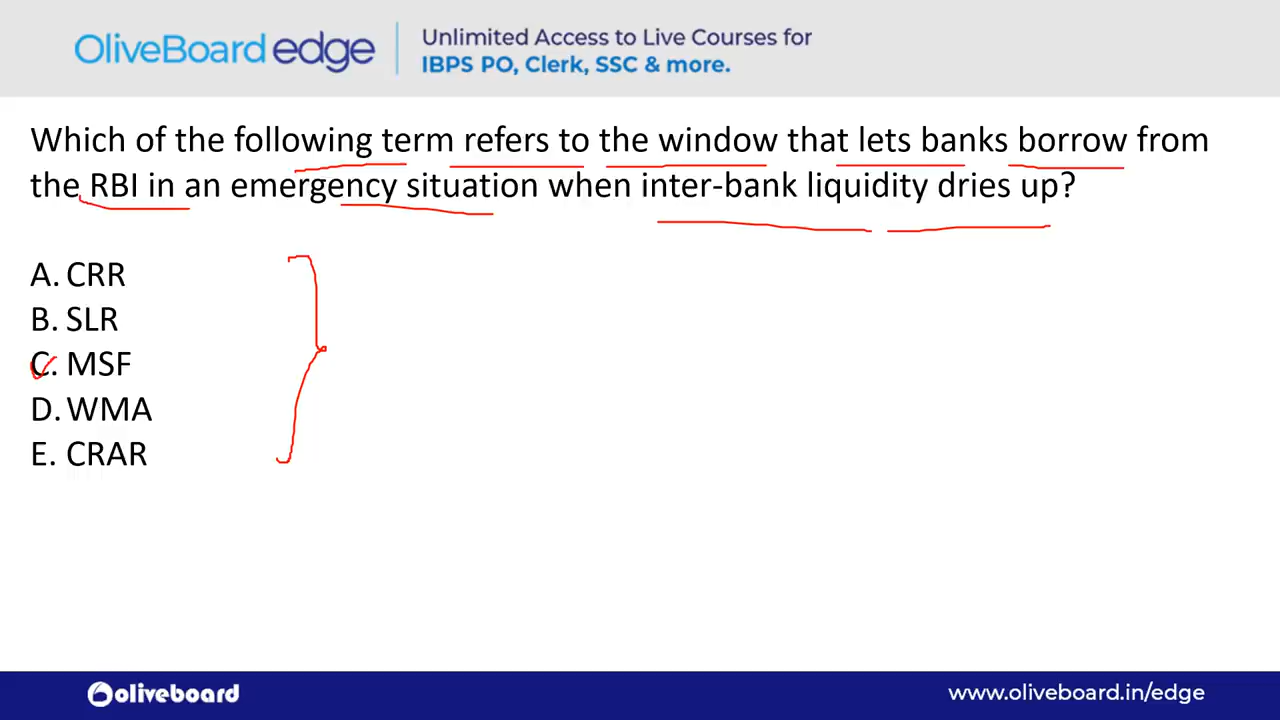 OliveBoard edge
Unlimited Access to Live Courses for
IBPS PO, Clerk, SSC & more.
Which of the following term refers to the window that lets banks borrow from
the RBI in an emergency situation when inter-bank liquidity dries up?
A. CRR
B. SLR
C. MSF
D. WMA
E. CRAR
oliveboard
www.oliveboard.in/edge